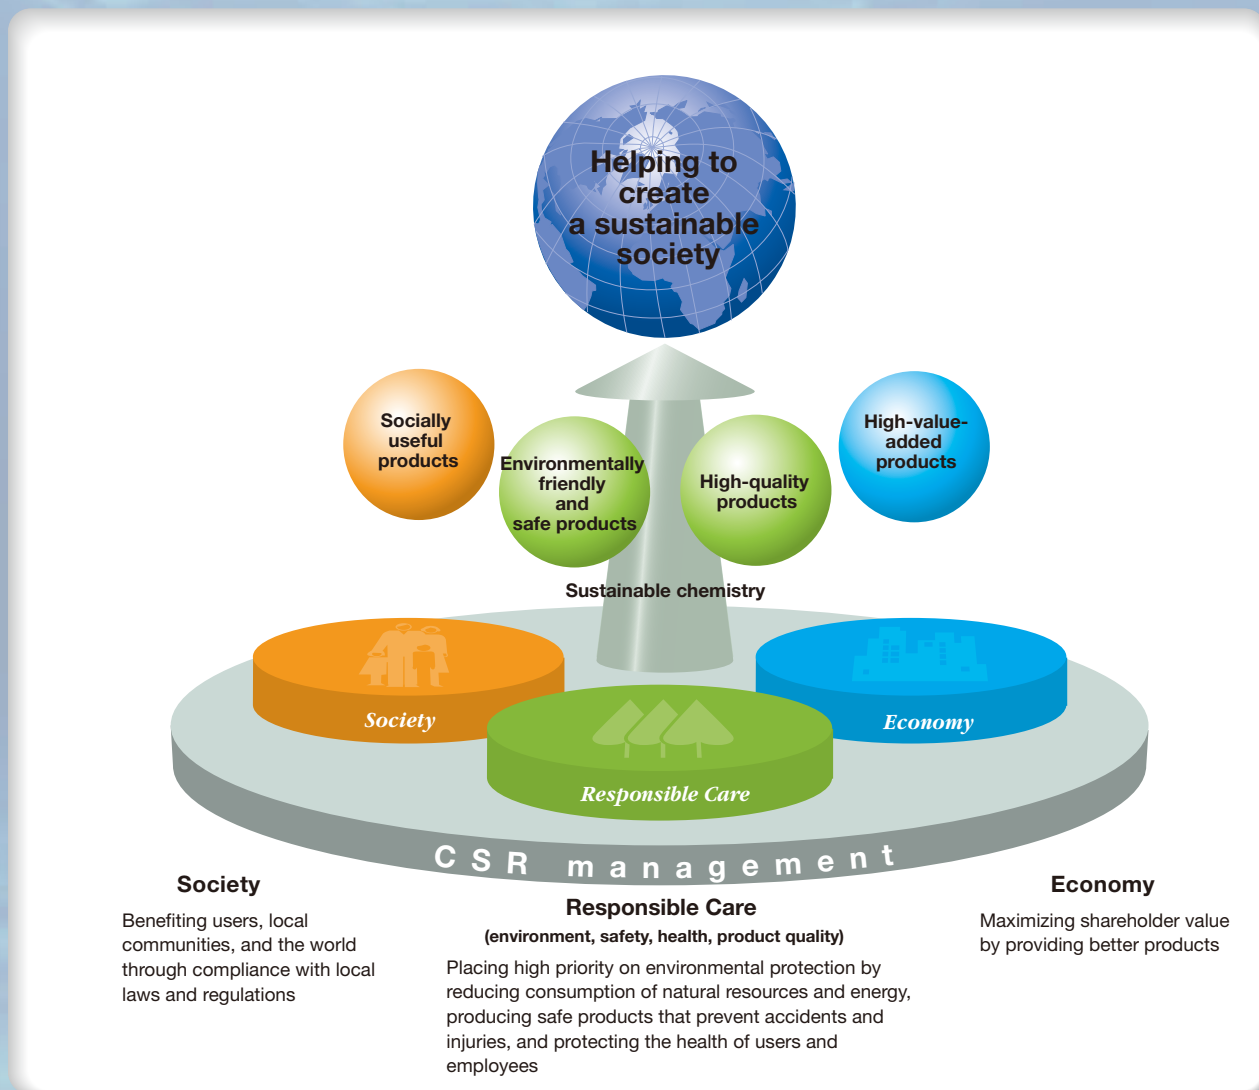 Helping to
create
a sustainable
society
Socially
useful
products
Environmentally
friendly
and
safe products
High-quality
products
High-value-
added
products
Sustainable chemistry
Society
Responsible Care
Economy
CSR management
Society
Benefiting users, local
communities, and the world
through compliance with local
laws and regulations
Responsible Care
(environment, safety, health, product quality)
Placing high priority on environmental protection by
reducing consumption of natural resources and energy,
producing safe products that prevent accidents and
injuries, and protecting the health of users and
employees
Economy
Maximizing shareholder value
by providing better products